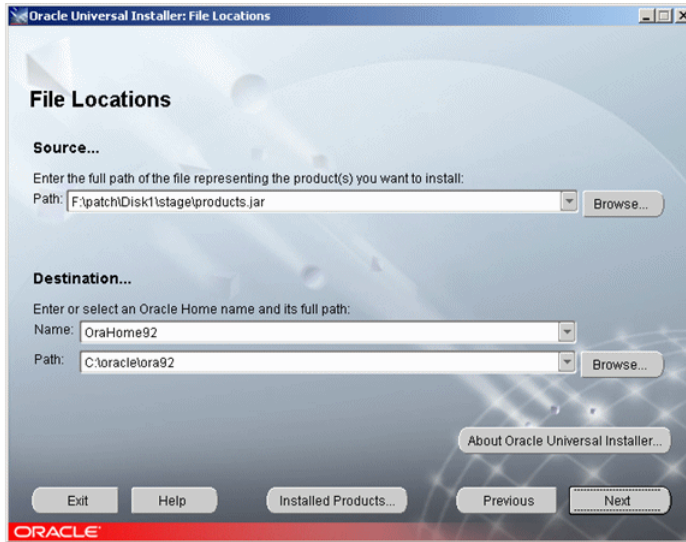 Oracle Universal Installer: File Locations
File Locations
Source...
Enter the full path of the file representing the product(s) you want to install:
Path: F:\patch\Disk1\stage\products.jar Browse...
Destination...
Enter or select an Oracle Home name and its full path:
Name: OraHome92
Path: C:\oracle\ora92 Browse...
About Oracle Universal Installer...
Exit Help Installed Products... Previous Next
ORACLE